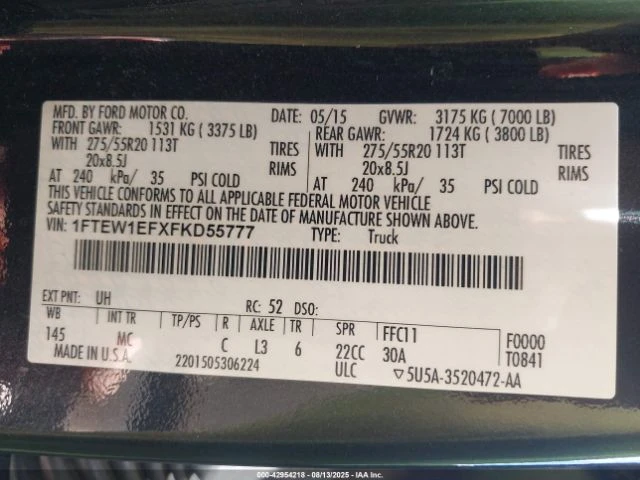 MFD. BY FORD MOTOR CO. DATE: 05/15 GVWR: 3175 KG ( 7000 LB)
FRONT GAWR: 1531 KG ( 3375 LB) REAR GAWR: 1724 KG ( 3800 LB)
WITH 275/55R20 113T TIRES WITH 275/55R20 113T TIRES
20x8.5J RIMS 20x8.5J RIMS
AT 240 kPa/ 35 PSI COLD AT 240 kPa/ 35 PSI COLD
THIS VEHICLE CONFORMS TO ALL APPLICABLE FEDERAL MOTOR VEHICLE
SAFETY STANDARDS IN EFFECT ON THE DATE OF MANUFACTURE SHOWN ABOVE.
VIN: 1FTEW1EFXFKD55777 TYPE: Truck
EXT PNT: UH RC: 52 DSO:
WB INT TR TP/PS R AXLE TR SPR FFC11 F0000
145 MC C L3 6 22CC 30A T0841
MADE IN U.S.A. 2201505306224 ULC ▽5U5A-3520472-AA
000-42954218 - 08/13/2025 - IAA Inc.